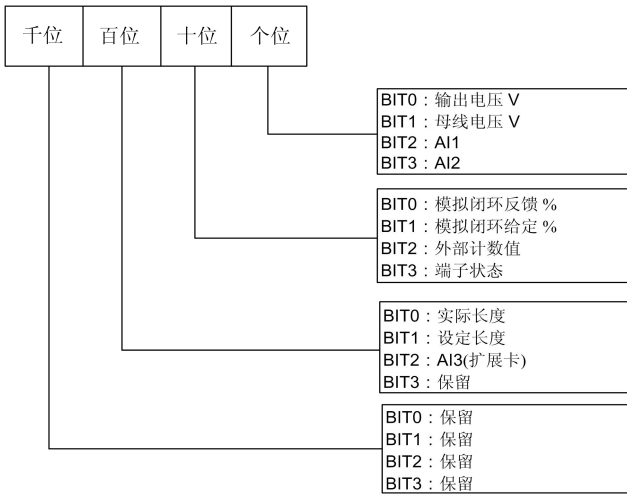 千位 百位 十位 个位
BIT0：输出电压 V
BIT1：母线电压 V
BIT2：AI1
BIT3：AI2
BIT0：模拟闭环反馈 %
BIT1：模拟闭环给定 %
BIT2：外部计数值
BIT3：端子状态
BIT0：实际长度
BIT1：设定长度
BIT2：AI3(扩展卡)
BIT3：保留
BIT0：保留
BIT1：保留
BIT2：保留
BIT3：保留